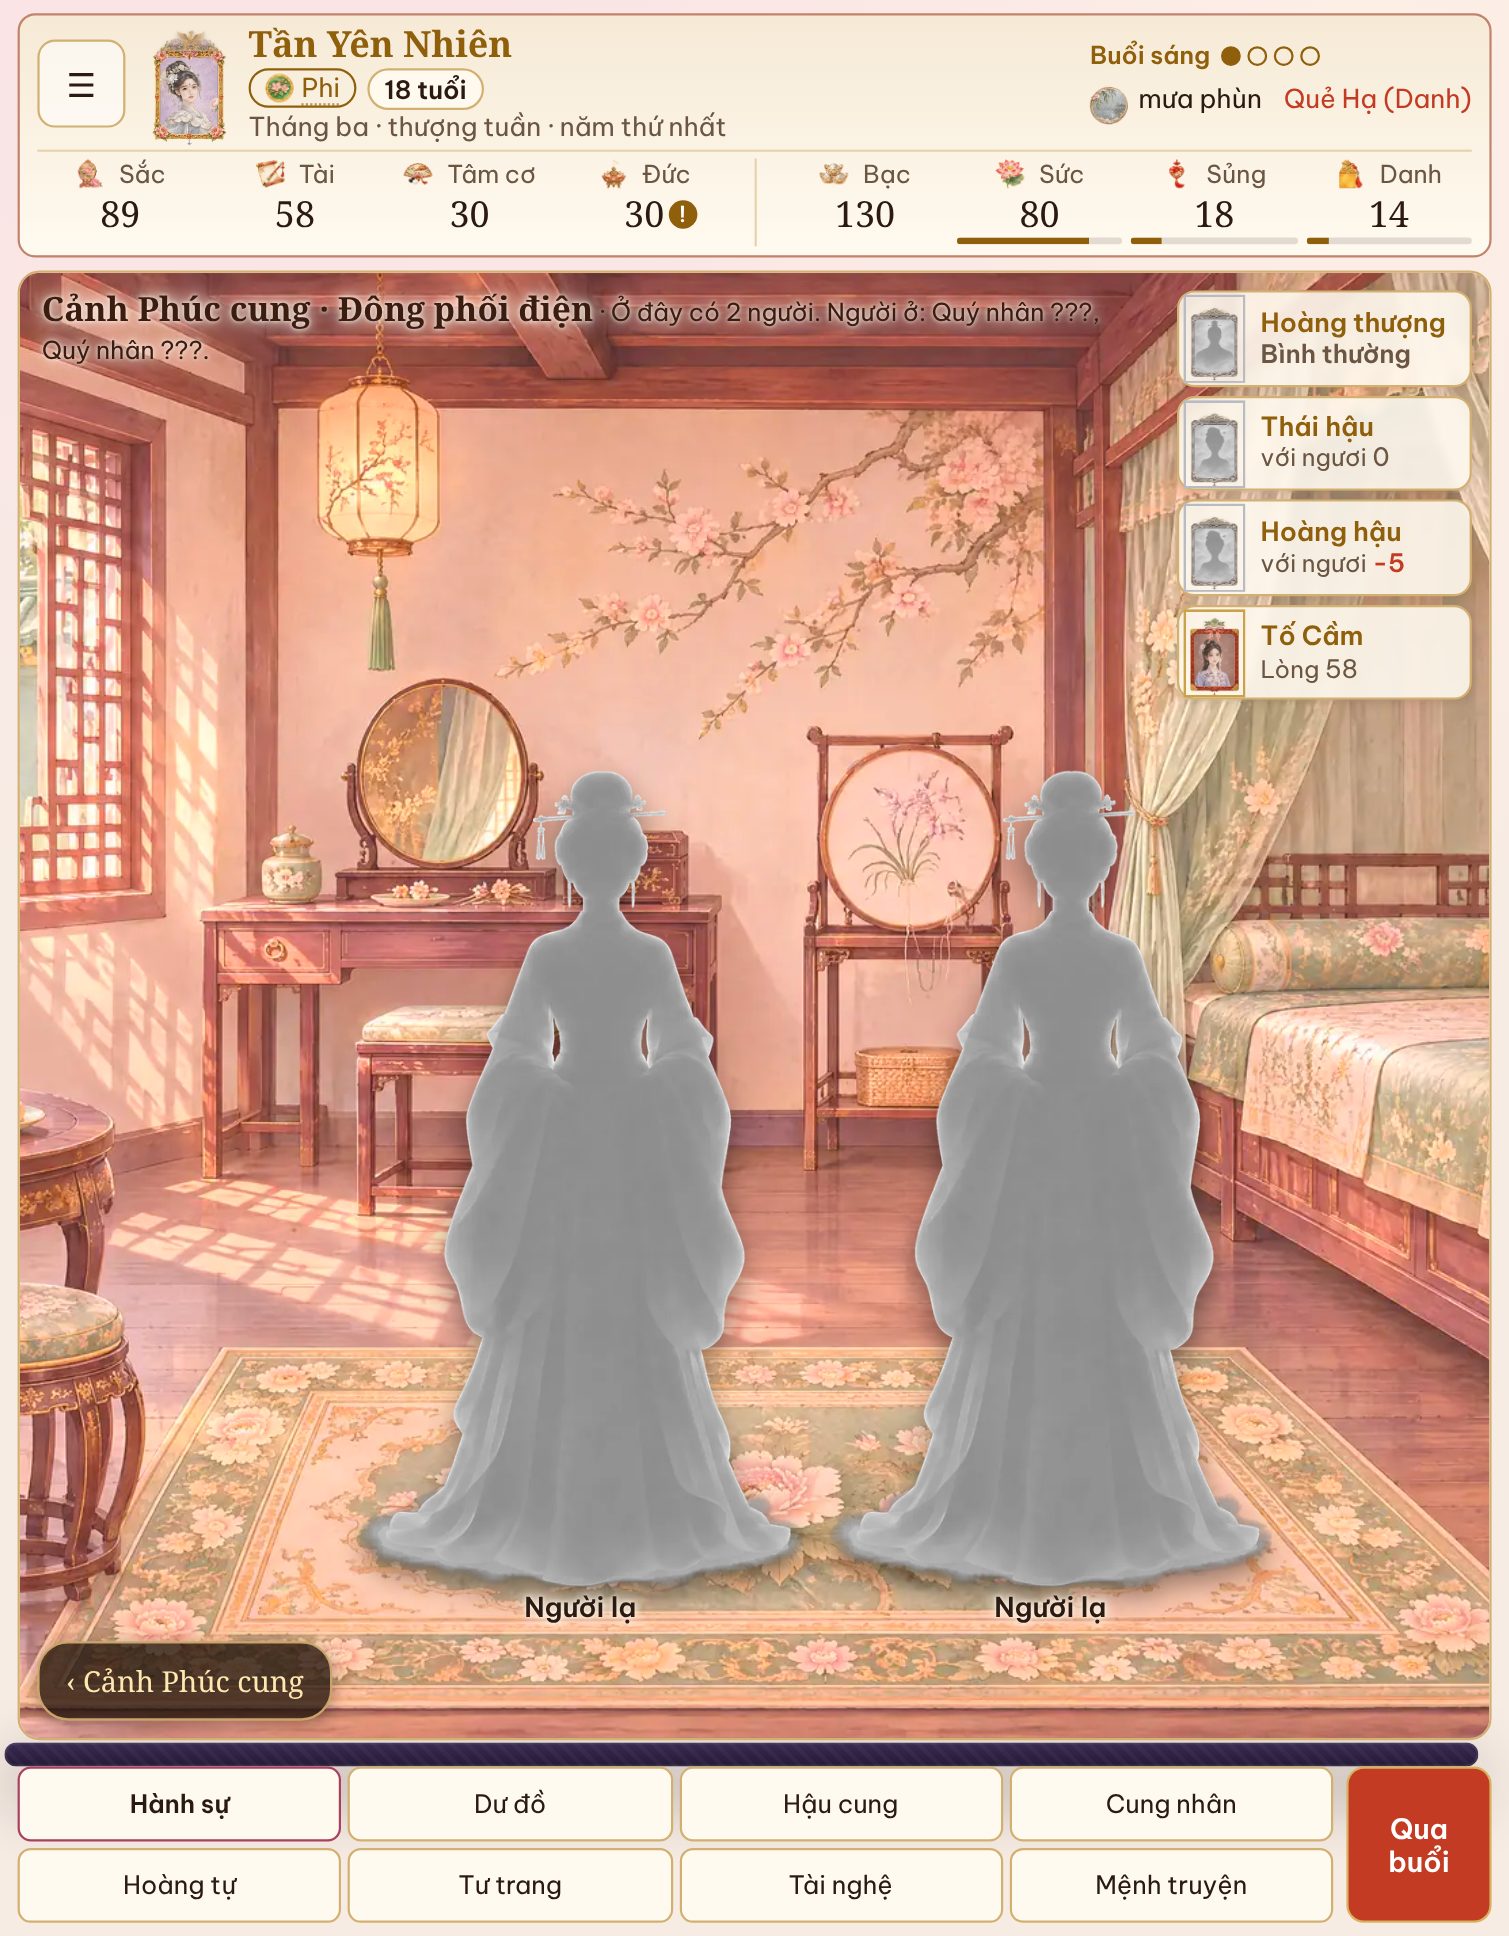 ☰
Tần Yên Nhiên
Phi
18 tuổi
Tháng ba · thượng tuần · năm thứ nhất
Buổi sáng
mưa phùn Quẻ Hạ (Danh)
Sắc
89
Tài
58
Tâm cơ
30
Đức
30 !
Bạc
130
Sức
80
Sủng
18
Danh
14
Cảnh Phúc cung · Đông phối điện · Ở đây có 2 người. Người ở: Quý nhân ???,
Quý nhân ???.
Hoàng thượng
Bình thường
Thái hậu
với ngươi 0
Hoàng hậu
với ngươi -5
Tố Cầm
Lòng 58
Người lạ
Người lạ
‹ Cảnh Phúc cung
Hành sự
Dư đồ
Hậu cung
Cung nhân
Hoàng tự
Tư trang
Tài nghệ
Mệnh truyện
Qua
buổi